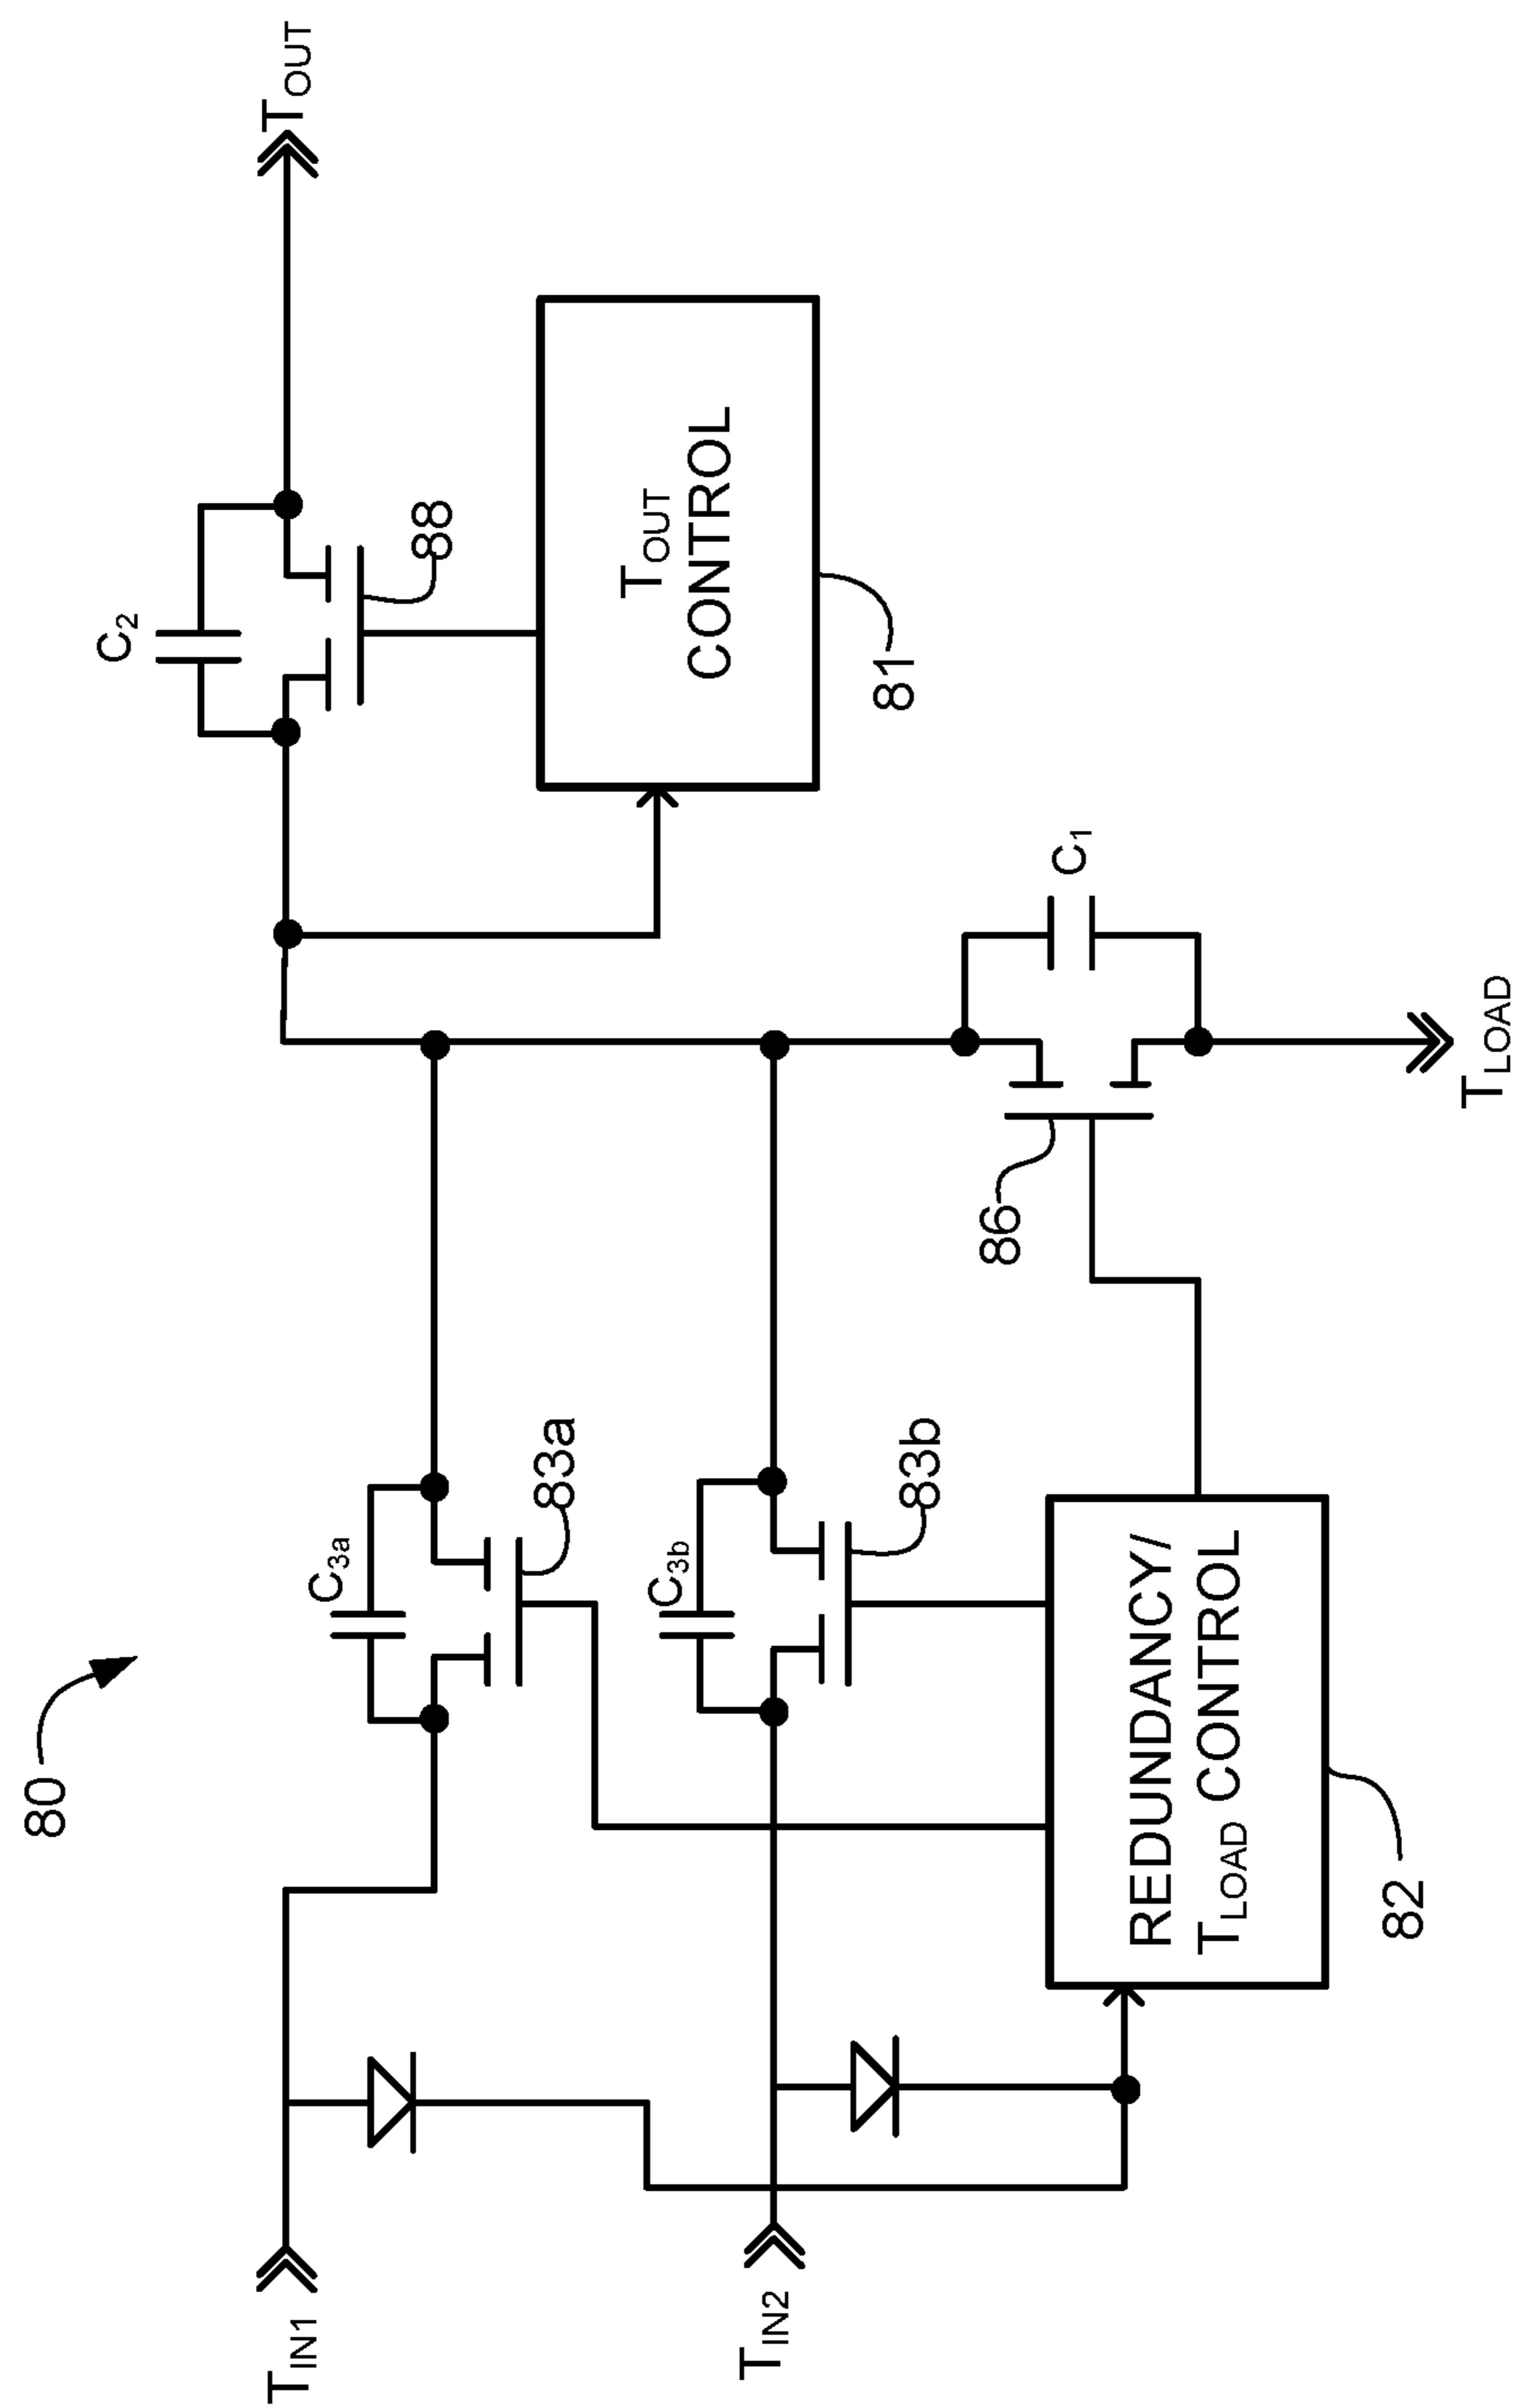 80
T_IN1
T_IN2
C_3a
83a
C_3b
83b
REDUNDANCY/
T_LOAD CONTROL
82
86
C_1
T_LOAD
C_2
88
T_OUT
CONTROL
81
T_OUT